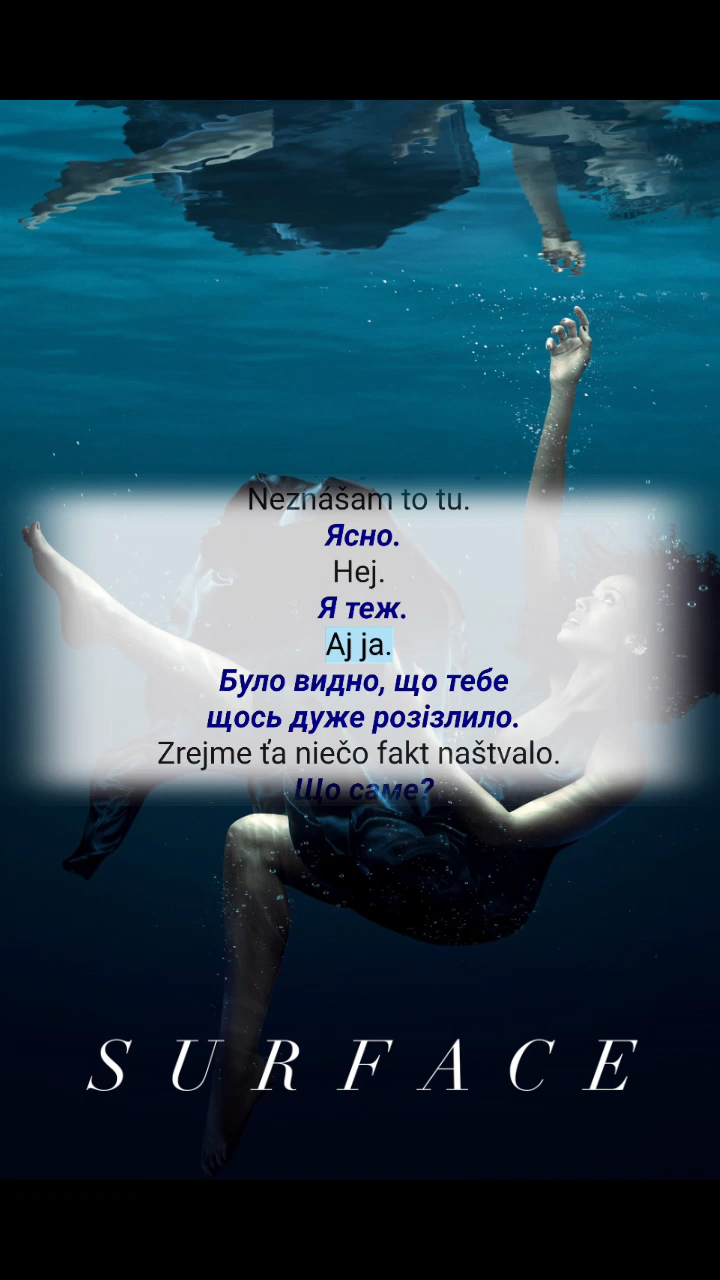 Neznášam to tu.
Ясно.
Hej.
Я теж.
Aj ja.
Було видно, що тебе
щось дуже розізлило.
Zrejme ťa niečo fakt naštvalo.
Що саме?
SURFACE